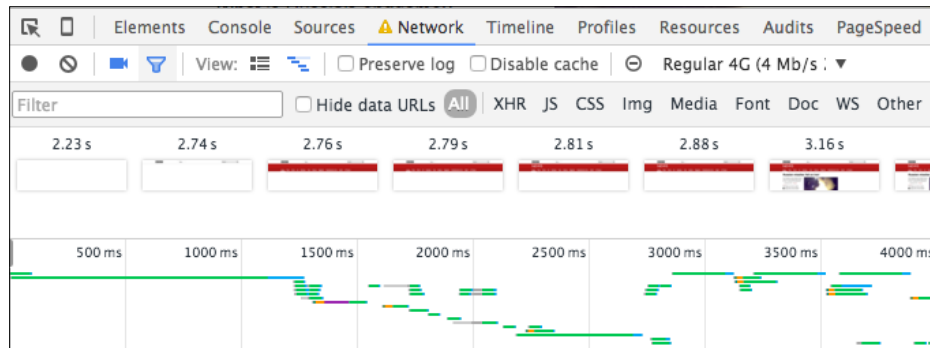 Elements Console Sources Network Timeline Profiles Resources Audits PageSpeed
View: Preserve log Disable cache Regular 4G (4 Mb/s
Filter Hide data URLs All XHR JS CSS Img Media Font Doc WS Other
2.23 s 2.74 s 2.76 s 2.79 s 2.81 s 2.88 s 3.16 s
500 ms 1000 ms 1500 ms 2000 ms 2500 ms 3000 ms 3500 ms 4000 ms